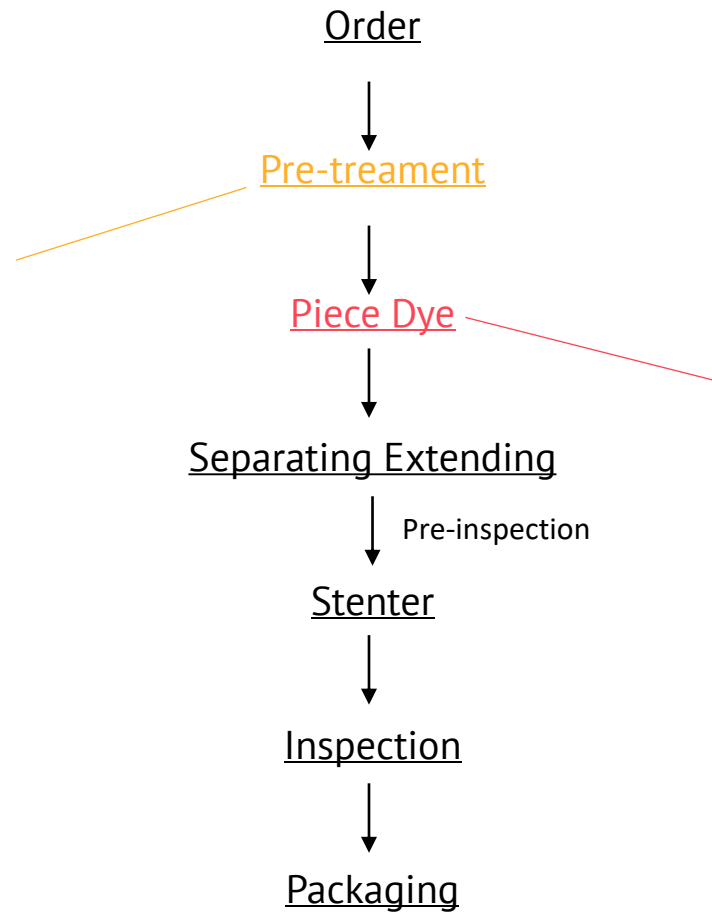 Order
Pre-treament
Piece Dye
Separating Extending
Pre-inspection
Stenter
Inspection
Packaging